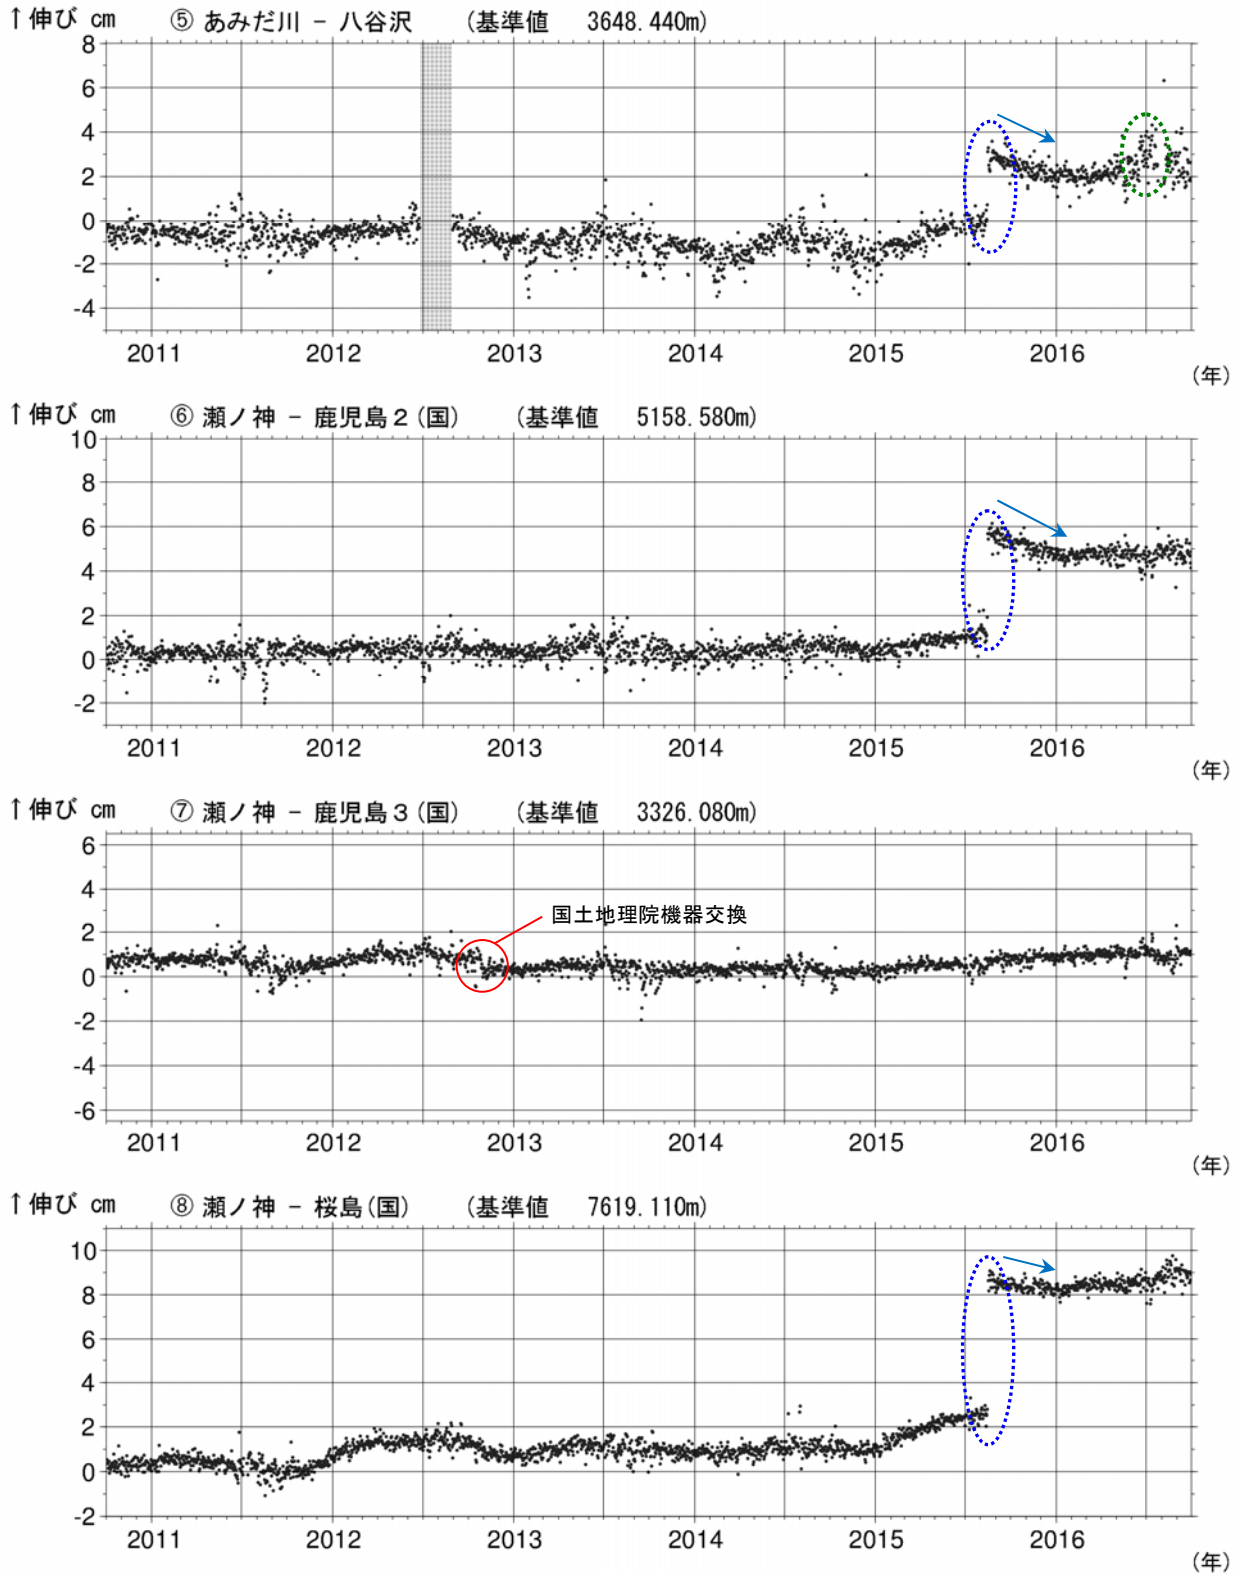 ↑伸び cm ⑤ あみだ川 － 八谷沢 (基準値 3648.440m)
8
6
4
2
0
-2
-4
2011 2012 2013 2014 2015 2016
(年)
↑伸び cm ⑥ 瀬ノ神 － 鹿児島２(国) (基準値 5158.580m)
10
8
6
4
2
0
-2
2011 2012 2013 2014 2015 2016
(年)
↑伸び cm ⑦ 瀬ノ神 － 鹿児島３(国) (基準値 3326.080m)
6
4
国土地理院機器交換
2
0
-2
-4
-6
2011 2012 2013 2014 2015 2016
(年)
↑伸び cm ⑧ 瀬ノ神 － 桜島(国) (基準値 7619.110m)
10
8
6
4
2
0
-2
2011 2012 2013 2014 2015 2016
(年)